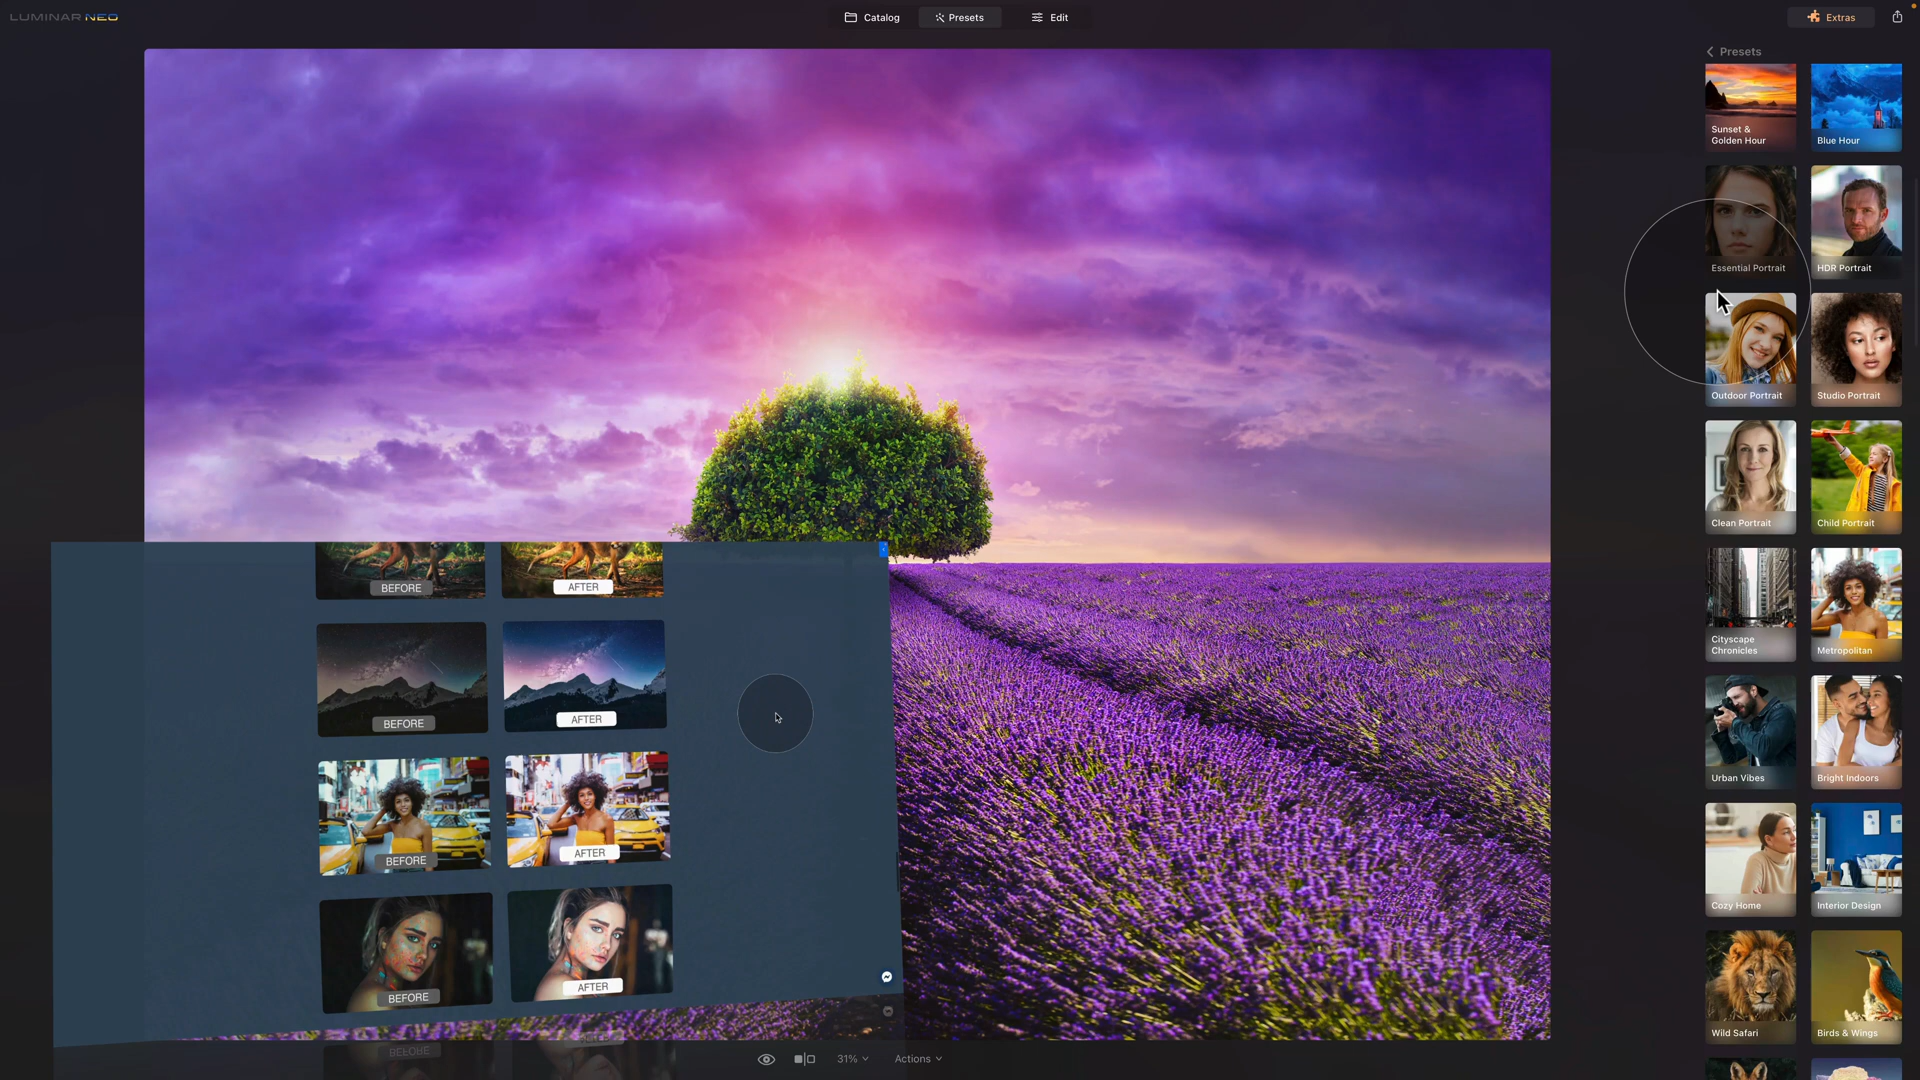 LUMINAR NEO
Catalog
Presets
Edit
Extras
Presets
Sunset &
Golden Hour
Blue Hour
Essential Portrait
HDR Portrait
Outdoor Portrait
Studio Portrait
Clean Portrait
Child Portrait
Cityscape
Chronicles
Metropolitan
Urban Vibes
Bright Indoors
Cozy Home
Interior Design
Wild Safari
Birds & Wings
BEFORE
AFTER
BEFORE
AFTER
BEFORE
AFTER
BEFORE
AFTER
BEFORE
31%
Actions